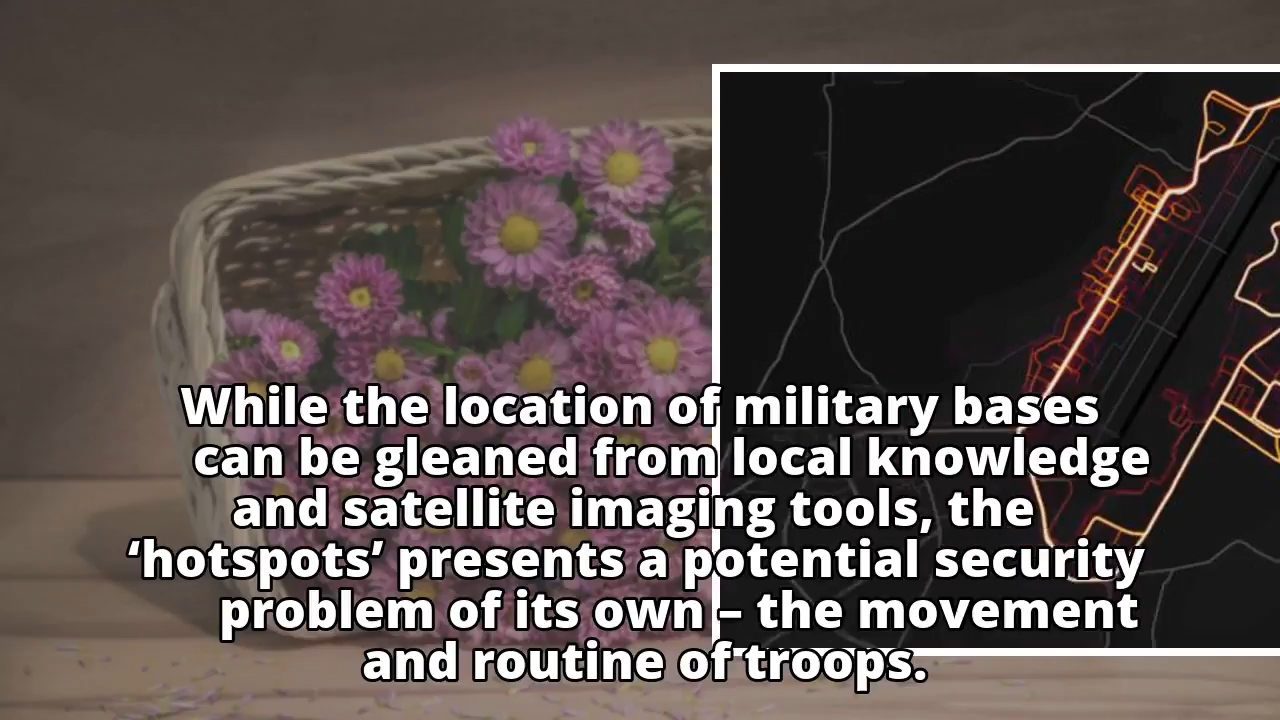 While the location of military bases
can be gleaned from local knowledge
and satellite imaging tools, the
‘hotspots’ presents a potential security
problem of its own – the movement
and routine of troops.